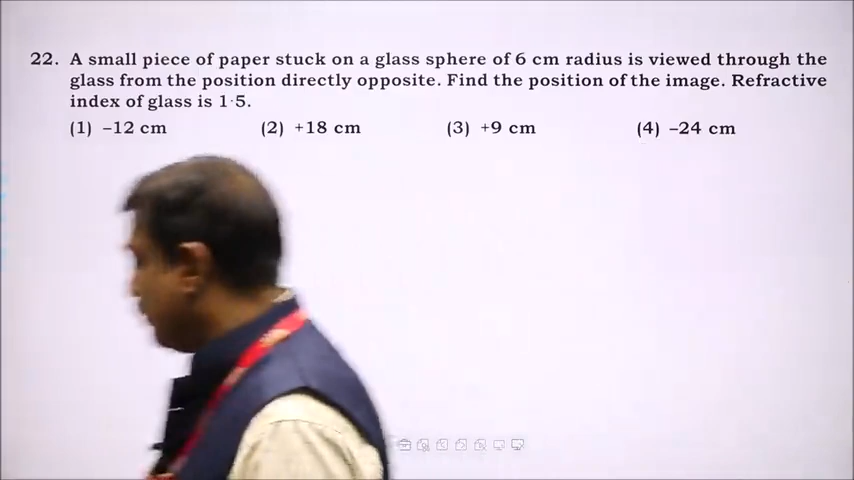 22. A small piece of paper stuck on a glass sphere of 6 cm radius is viewed through the
glass from the position directly opposite. Find the position of the image. Refractive
index of glass is 1·5.
(1) –12 cm (2) +18 cm (3) +9 cm (4) –24 cm